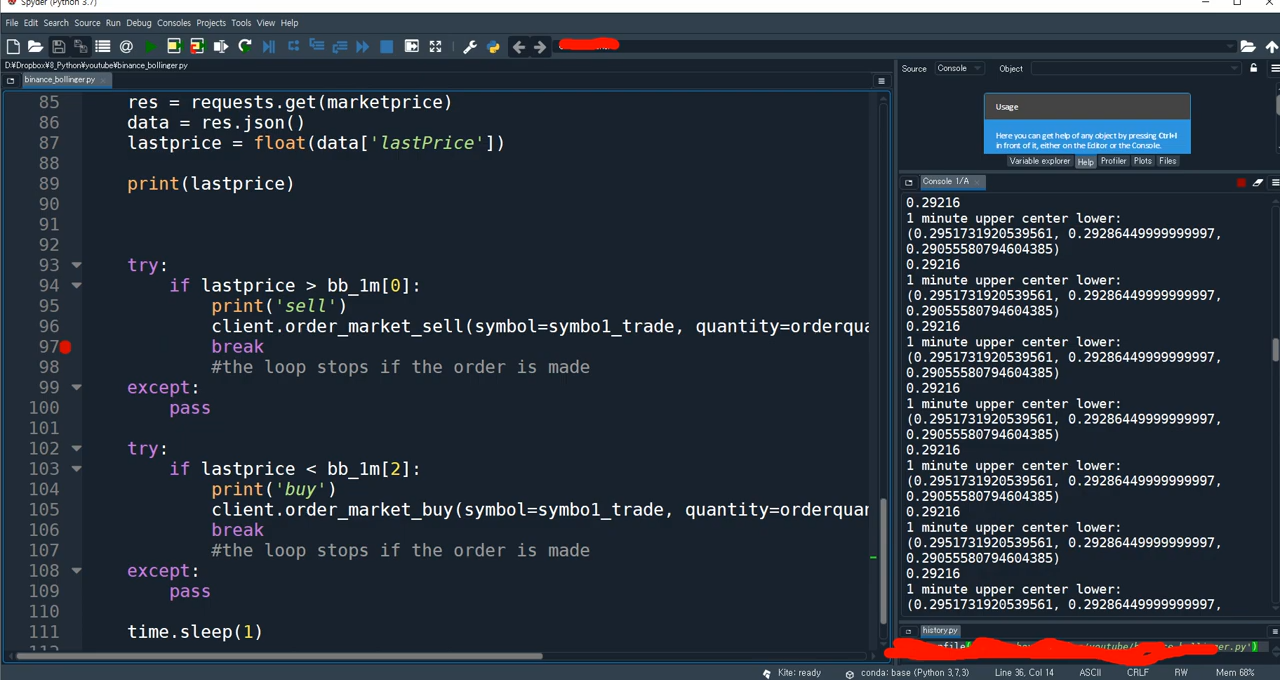 Spyder (Python 3.7)
File Edit Search Source Run Debug Consoles Projects Tools View Help
D:¥Dropbox¥8_Python¥youtube¥binance_bollinger.py
binance_bollinger.py
85 res = requests.get(marketprice)
86 data = res.json()
87 lastprice = float(data['lastPrice'])
88
89 print(lastprice)
90
91
92
93 try:
94 if lastprice > bb_1m[0]:
95 print('sell')
96 client.order_market_sell(symbol=symbo1_trade, quantity=orderqua
97 break
98 #the loop stops if the order is made
99 except:
100 pass
101
102 try:
103 if lastprice < bb_1m[2]:
104 print('buy')
105 client.order_market_buy(symbol=symbo1_trade, quantity=orderquan
106 break
107 #the loop stops if the order is made
108 except:
109 pass
110
111 time.sleep(1)
Source Console Object
Usage
Here you can get help of any object by pressing Ctrl+I
in front of it, either on the Editor or the Console.
Variable explorer Help Profiler Plots Files
Console 1/A
0.29216
1 minute upper center lower:
(0.2951731920539561, 0.29286449999999997,
0.29055580794604385)
0.29216
1 minute upper center lower:
(0.2951731920539561, 0.29286449999999997,
0.29055580794604385)
0.29216
1 minute upper center lower:
(0.2951731920539561, 0.29286449999999997,
0.29055580794604385)
0.29216
1 minute upper center lower:
(0.2951731920539561, 0.29286449999999997,
0.29055580794604385)
0.29216
1 minute upper center lower:
(0.2951731920539561, 0.29286449999999997,
0.29055580794604385)
0.29216
1 minute upper center lower:
(0.2951731920539561, 0.29286449999999997,
0.29055580794604385)
0.29216
1 minute upper center lower:
(0.2951731920539561, 0.29286449999999997,
history.py
Kite: ready conda: base (Python 3.7.3) Line 36, Col 14 ASCII CRLF RW Mem 68%